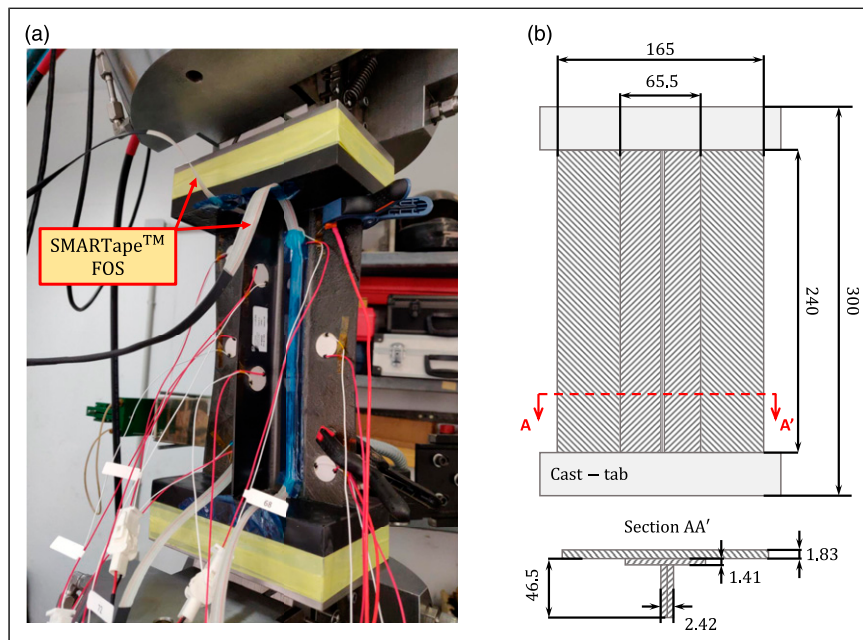 (a)
SMARTape™
FOS
(b)
165
65.5
240
300
A
A'
Cast – tab
Section AA′
46.5
1.83
1.41
2.42